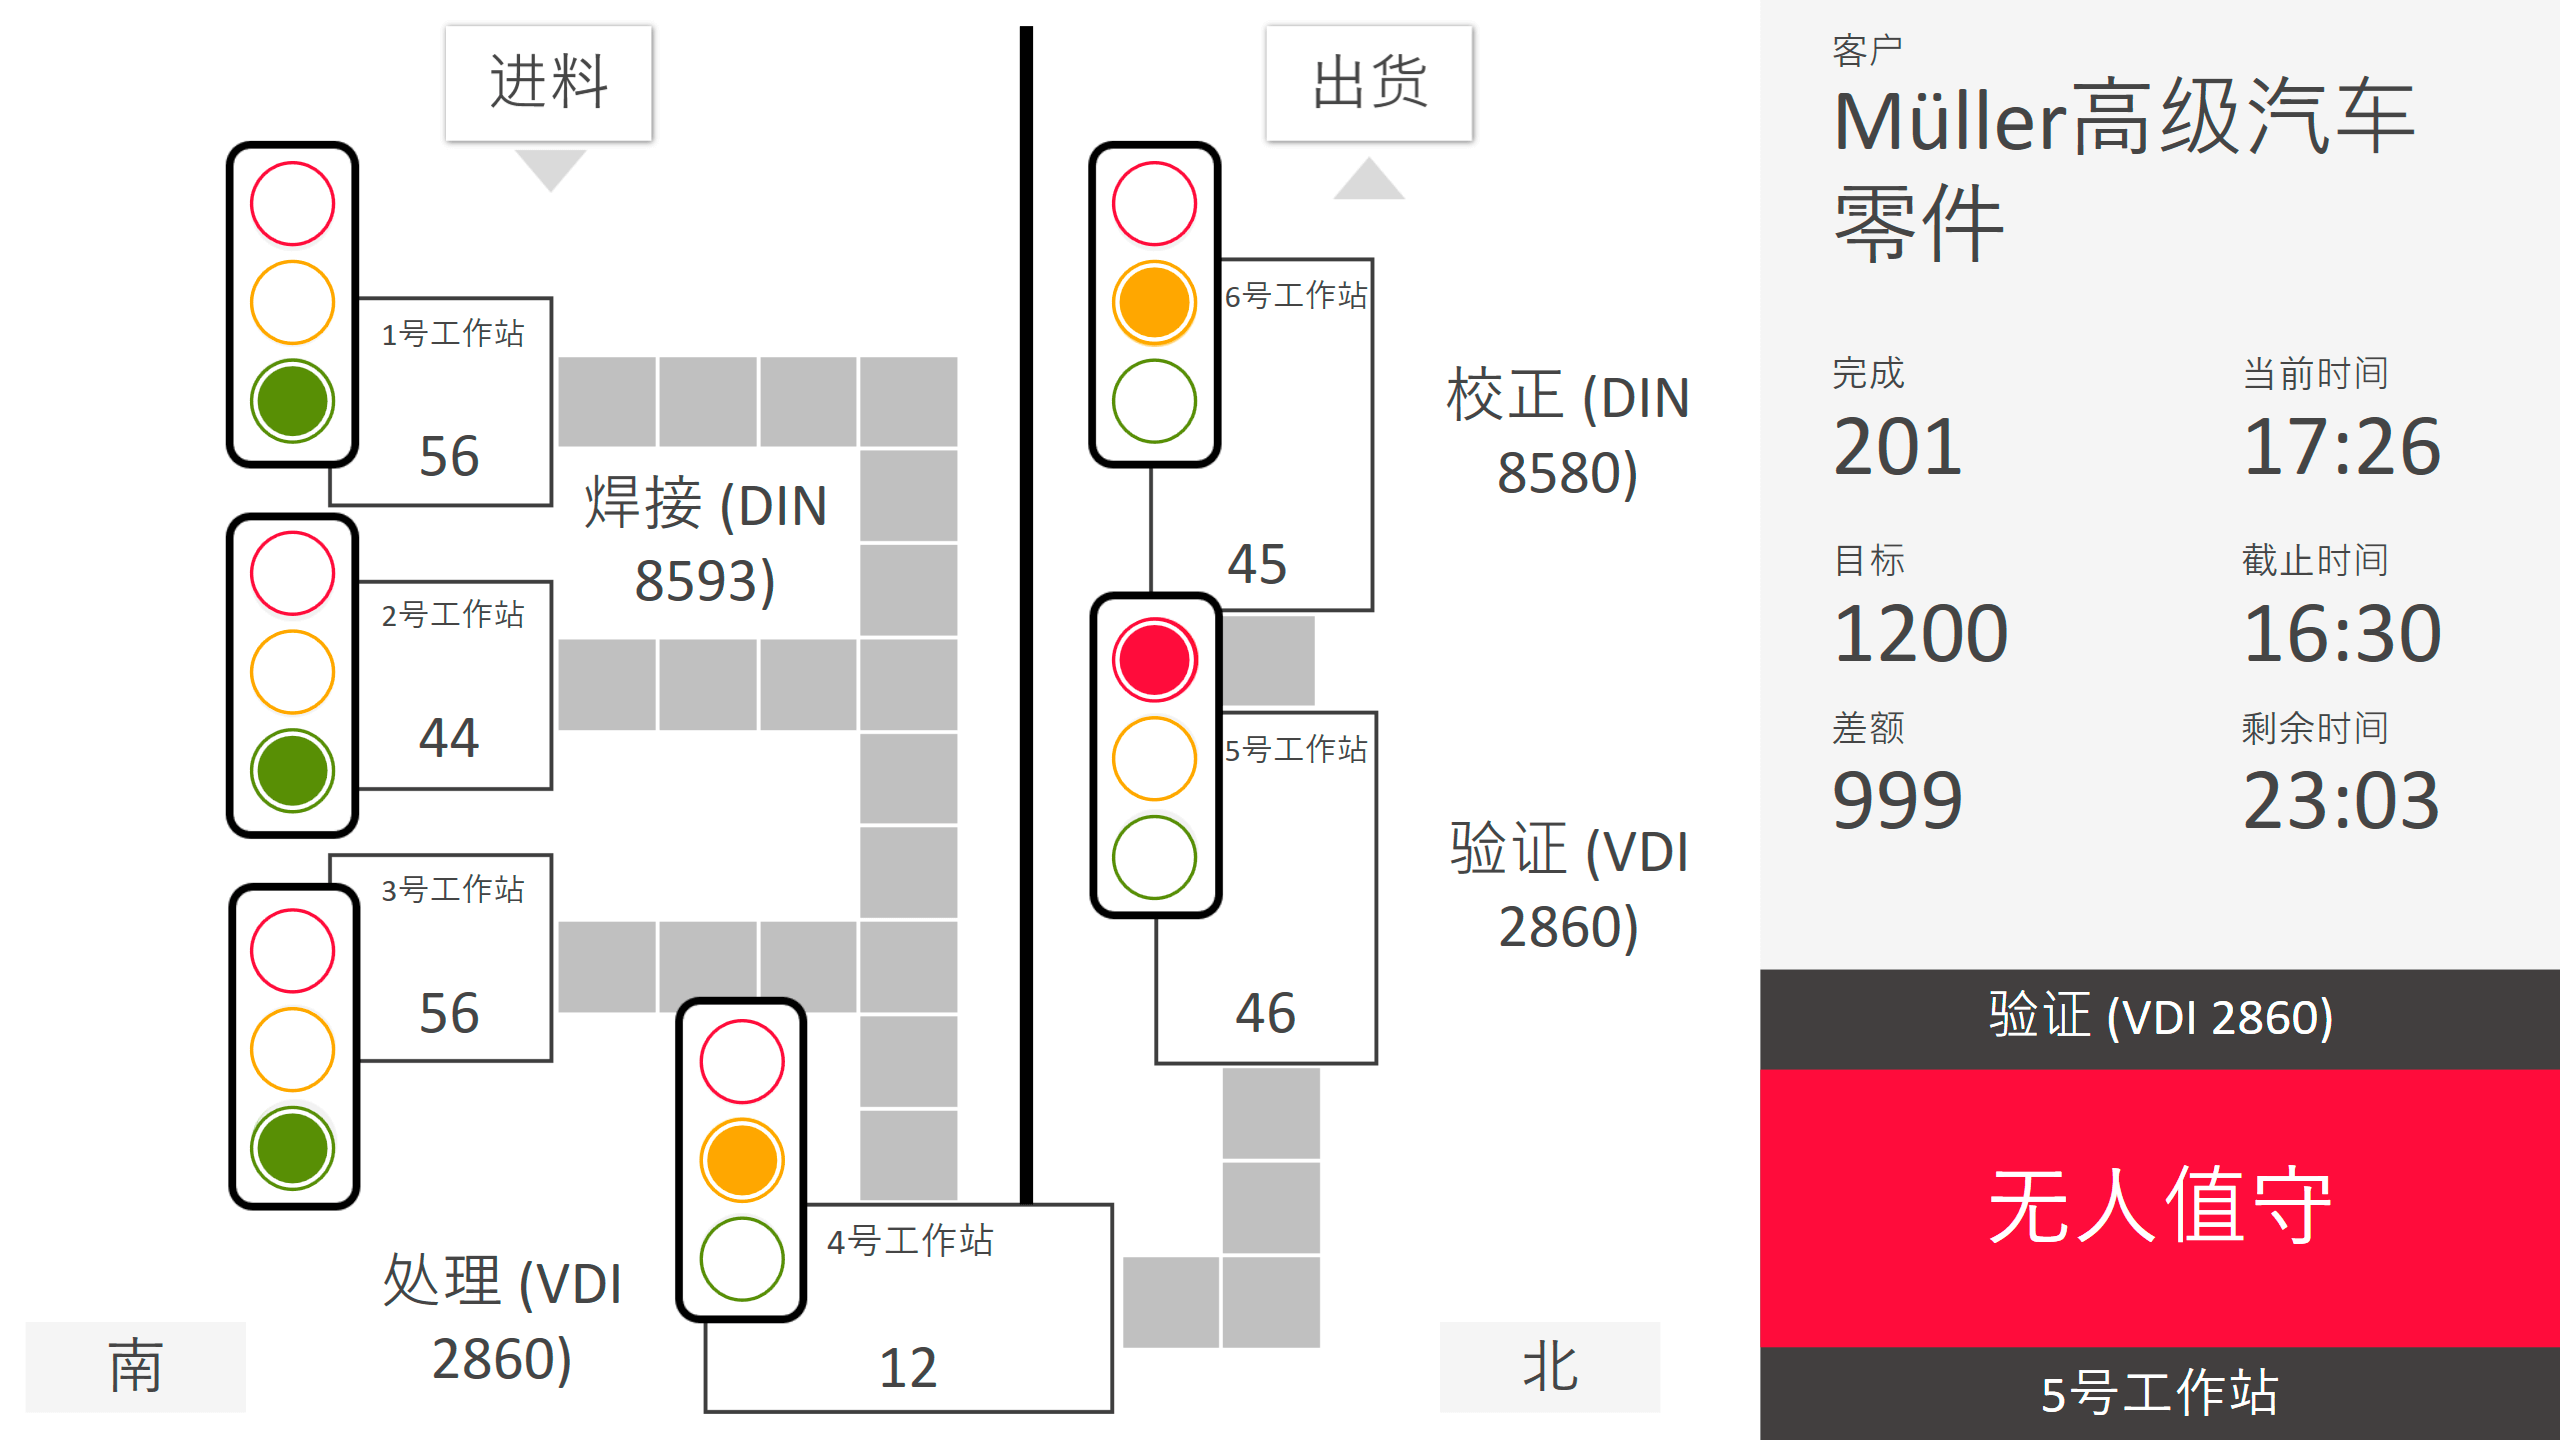 进料
1号工作站
56
焊接 (DIN
8593)
2号工作站
44
3号工作站
56
处理 (VDI
2860)
4号工作站
12
南
出货
6号工作站
45
校正 (DIN
8580)
5号工作站
46
验证 (VDI
2860)
北
客户
Müller高级汽车
零件
完成
201
当前时间
17:26
目标
1200
截止时间
16:30
差额
999
剩余时间
23:03
验证 (VDI 2860)
无人值守
5号工作站